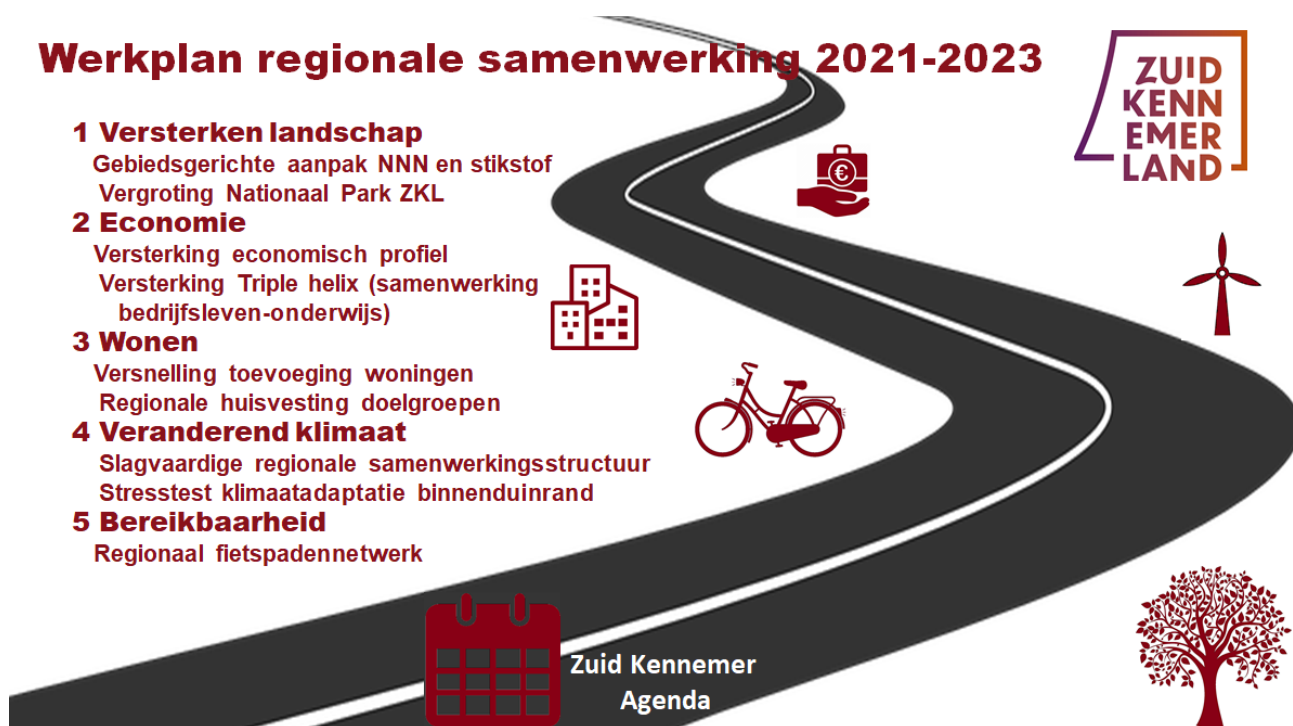 Werkplan regionale samenwerking 2021-2023
ZUID
KENN
EMER
LAND
1 Versterken landschap
Gebiedsgerichte aanpak NNN en stikstof
Vergroting Nationaal Park ZKL
2 Economie
Versterking economisch profiel
Versterking Triple helix (samenwerking
bedrijfsleven-onderwijs)
3 Wonen
Versnelling toevoeging woningen
Regionale huisvesting doelgroepen
4 Veranderend klimaat
Slagvaardige regionale samenwerkingsstructuur
Stresstest klimaatadaptatie binnenduinrand
5 Bereikbaarheid
Regionaal fietspadennetwerk
€
Zuid Kennemer
Agenda